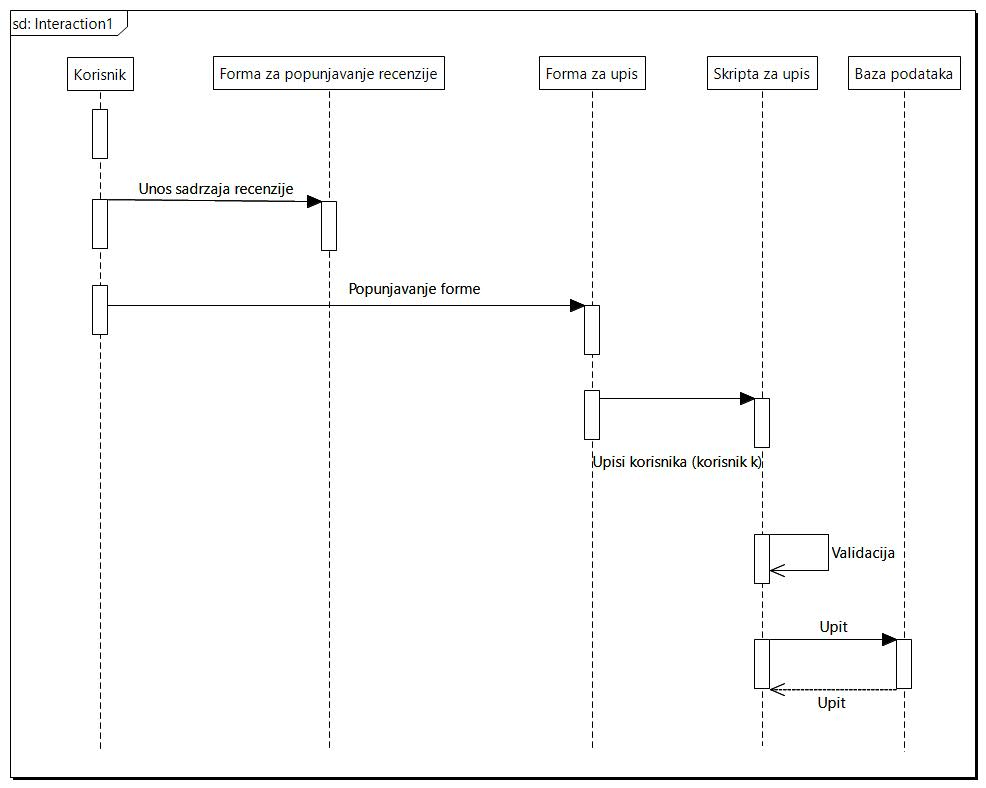 sd: Interaction1
Korisnik
Forma za popunjavanje recenzije
Forma za upis
Skripta za upis
Baza podataka
Unos sadrzaja recenzije
Popunjavanje forme
Upisi korisnika (korisnik k)
Validacija
Upit
Upit